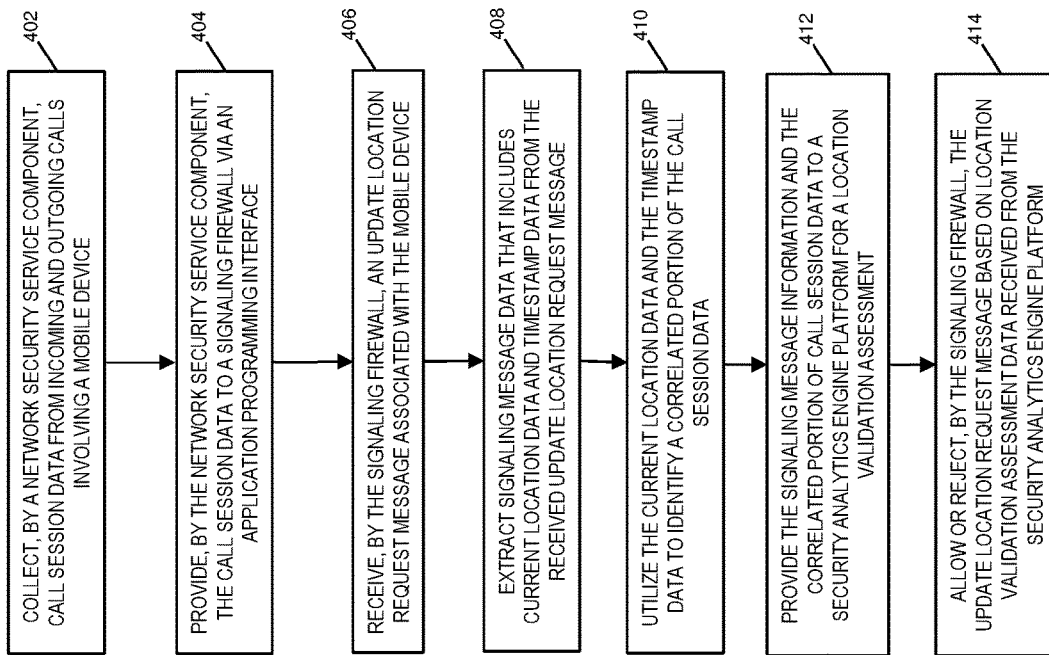 402
COLLECT, BY A NETWORK SECURITY SERVICE COMPONENT,
CALL SESSION DATA FROM INCOMING AND OUTGOING CALLS
INVOLVING A MOBILE DEVICE
404
PROVIDE, BY THE NETWORK SECURITY SERVICE COMPONENT,
THE CALL SESSION DATA TO A SIGNALING FIREWALL VIA AN
APPLICATION PROGRAMMING INTERFACE
406
RECEIVE, BY THE SIGNALING FIREWALL, AN UPDATE LOCATION
REQUEST MESSAGE ASSOCIATED WITH THE MOBILE DEVICE
408
EXTRACT SIGNALING MESSAGE DATA THAT INCLUDES
CURRENT LOCATION DATA AND TIMESTAMP DATA FROM THE
RECEIVED UPDATE LOCATION REQUEST MESSAGE
410
UTILIZE THE CURRENT LOCATION DATA AND THE TIMESTAMP
DATA TO IDENTIFY A CORRELATED PORTION OF THE CALL
SESSION DATA
412
PROVIDE THE SIGNALING MESSAGE INFORMATION AND THE
CORRELATED PORTION OF CALL SESSION DATA TO A
SECURITY ANALYTICS ENGINE PLATFORM FOR A LOCATION
VALIDATION ASSESSMENT
414
ALLOW OR REJECT, BY THE SIGNALING FIREWALL, THE
UPDATE LOCATION REQUEST MESSAGE BASED ON LOCATION
VALIDATION ASSESSMENT DATA RECEIVED FROM THE
SECURITY ANALYTICS ENGINE PLATFORM